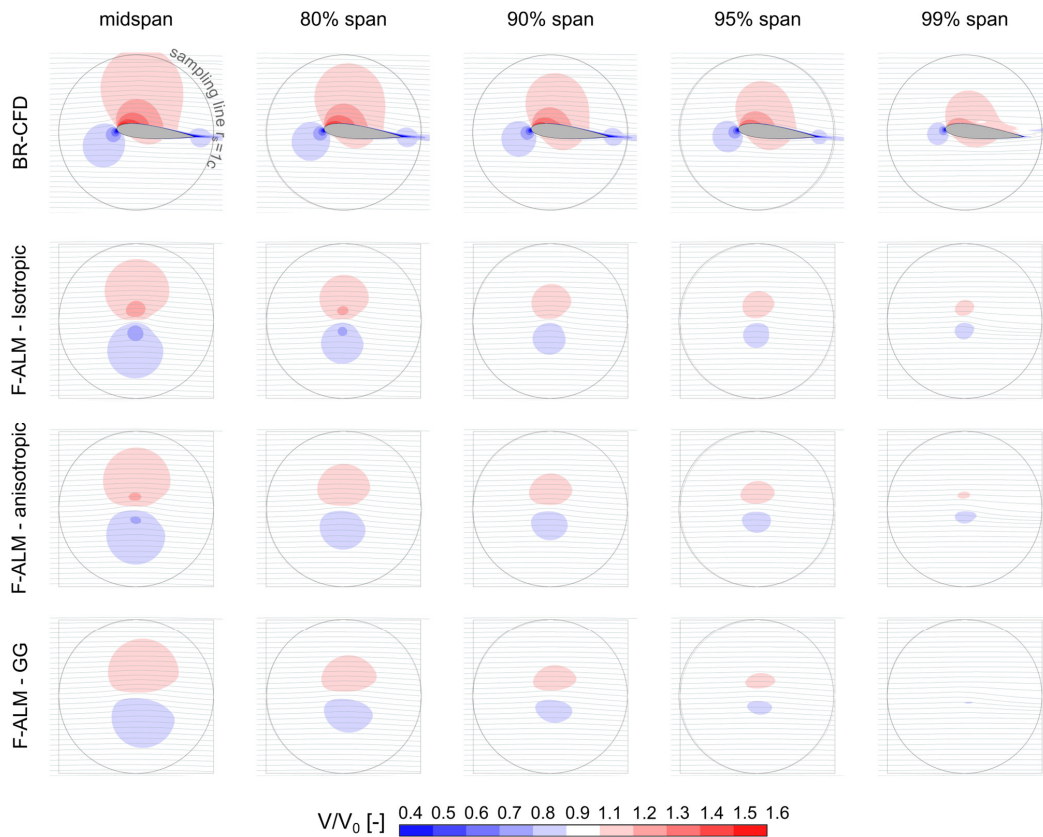 midspan 80% span 90% span 95% span 99% span
BR-CFD
sampling line rₛ=1c
F-ALM - Isotropic
F-ALM - anisotropic
F-ALM - GG
V/V₀ [-] 0.4 0.5 0.6 0.7 0.8 0.9 1.1 1.2 1.3 1.4 1.5 1.6